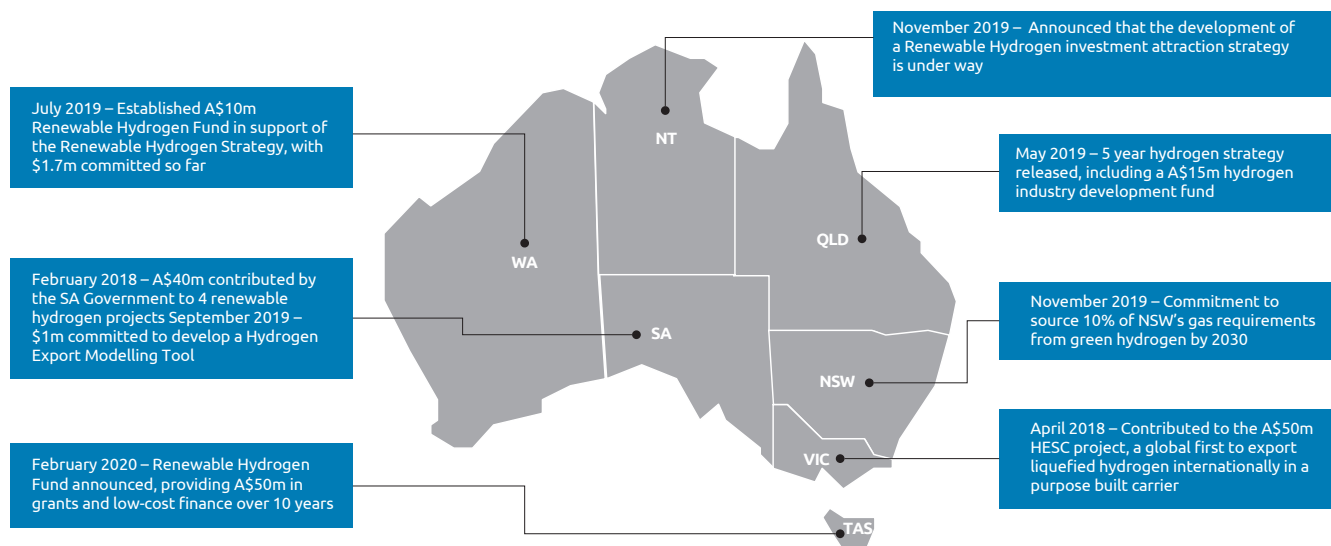 November 2019 – Announced that the development of
a Renewable Hydrogen investment attraction strategy
is under way
July 2019 – Established A$10m
Renewable Hydrogen Fund in support of
the Renewable Hydrogen Strategy, with
$1.7m committed so far
NT
May 2019 – 5 year hydrogen strategy
released, including a A$15m hydrogen
industry development fund
QLD
WA
February 2018 – A$40m contributed by
the SA Government to 4 renewable
hydrogen projects September 2019 –
$1m committed to develop a Hydrogen
Export Modelling Tool
SA
November 2019 – Commitment to
source 10% of NSW's gas requirements
from green hydrogen by 2030
NSW
April 2018 – Contributed to the A$50m
HESC project, a global first to export
liquefied hydrogen internationally in a
purpose built carrier
VIC
February 2020 – Renewable Hydrogen
Fund announced, providing A$50m in
grants and low-cost finance over 10 years
TAS